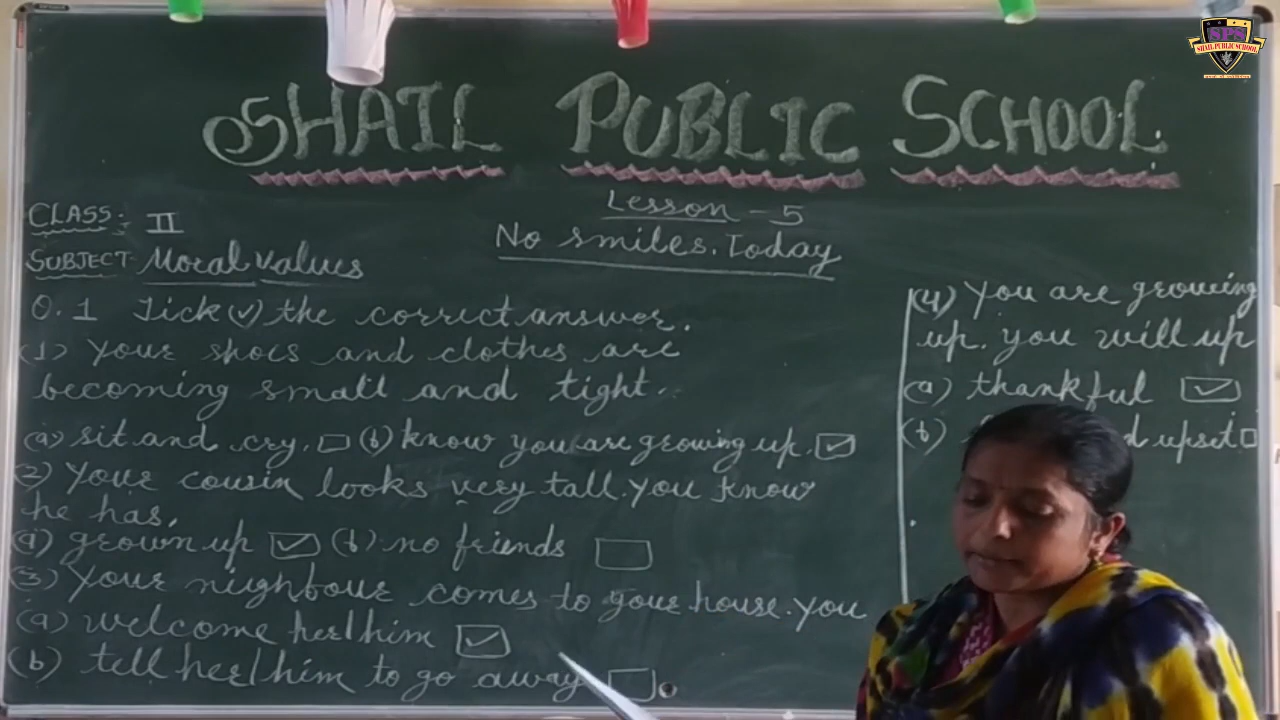 SHAIL PUBLIC SCHOOL
SPS
SHAIL PUBLIC SCHOOL
CLASS: II
SUBJECT Moral values
Lesson - 5
No smiles. Today
Q.1 Tick (✓) the correct answer.
(1) Your shoes and clothes are
becoming small and tight.
(a) sit and cry. ☐ (b) know you are growing up. ☑
(2) Your cousin looks very tall. you know
he has,
(a) grown up ☑ (b) no friends ☐
(3) Your nieghbour comes to your house. you
(a) welcome her/him ☑
(b) tell her/him to go away ☐.
(4) You are growing
up. you will up
(a) thankful ☑
(b) upset ☐